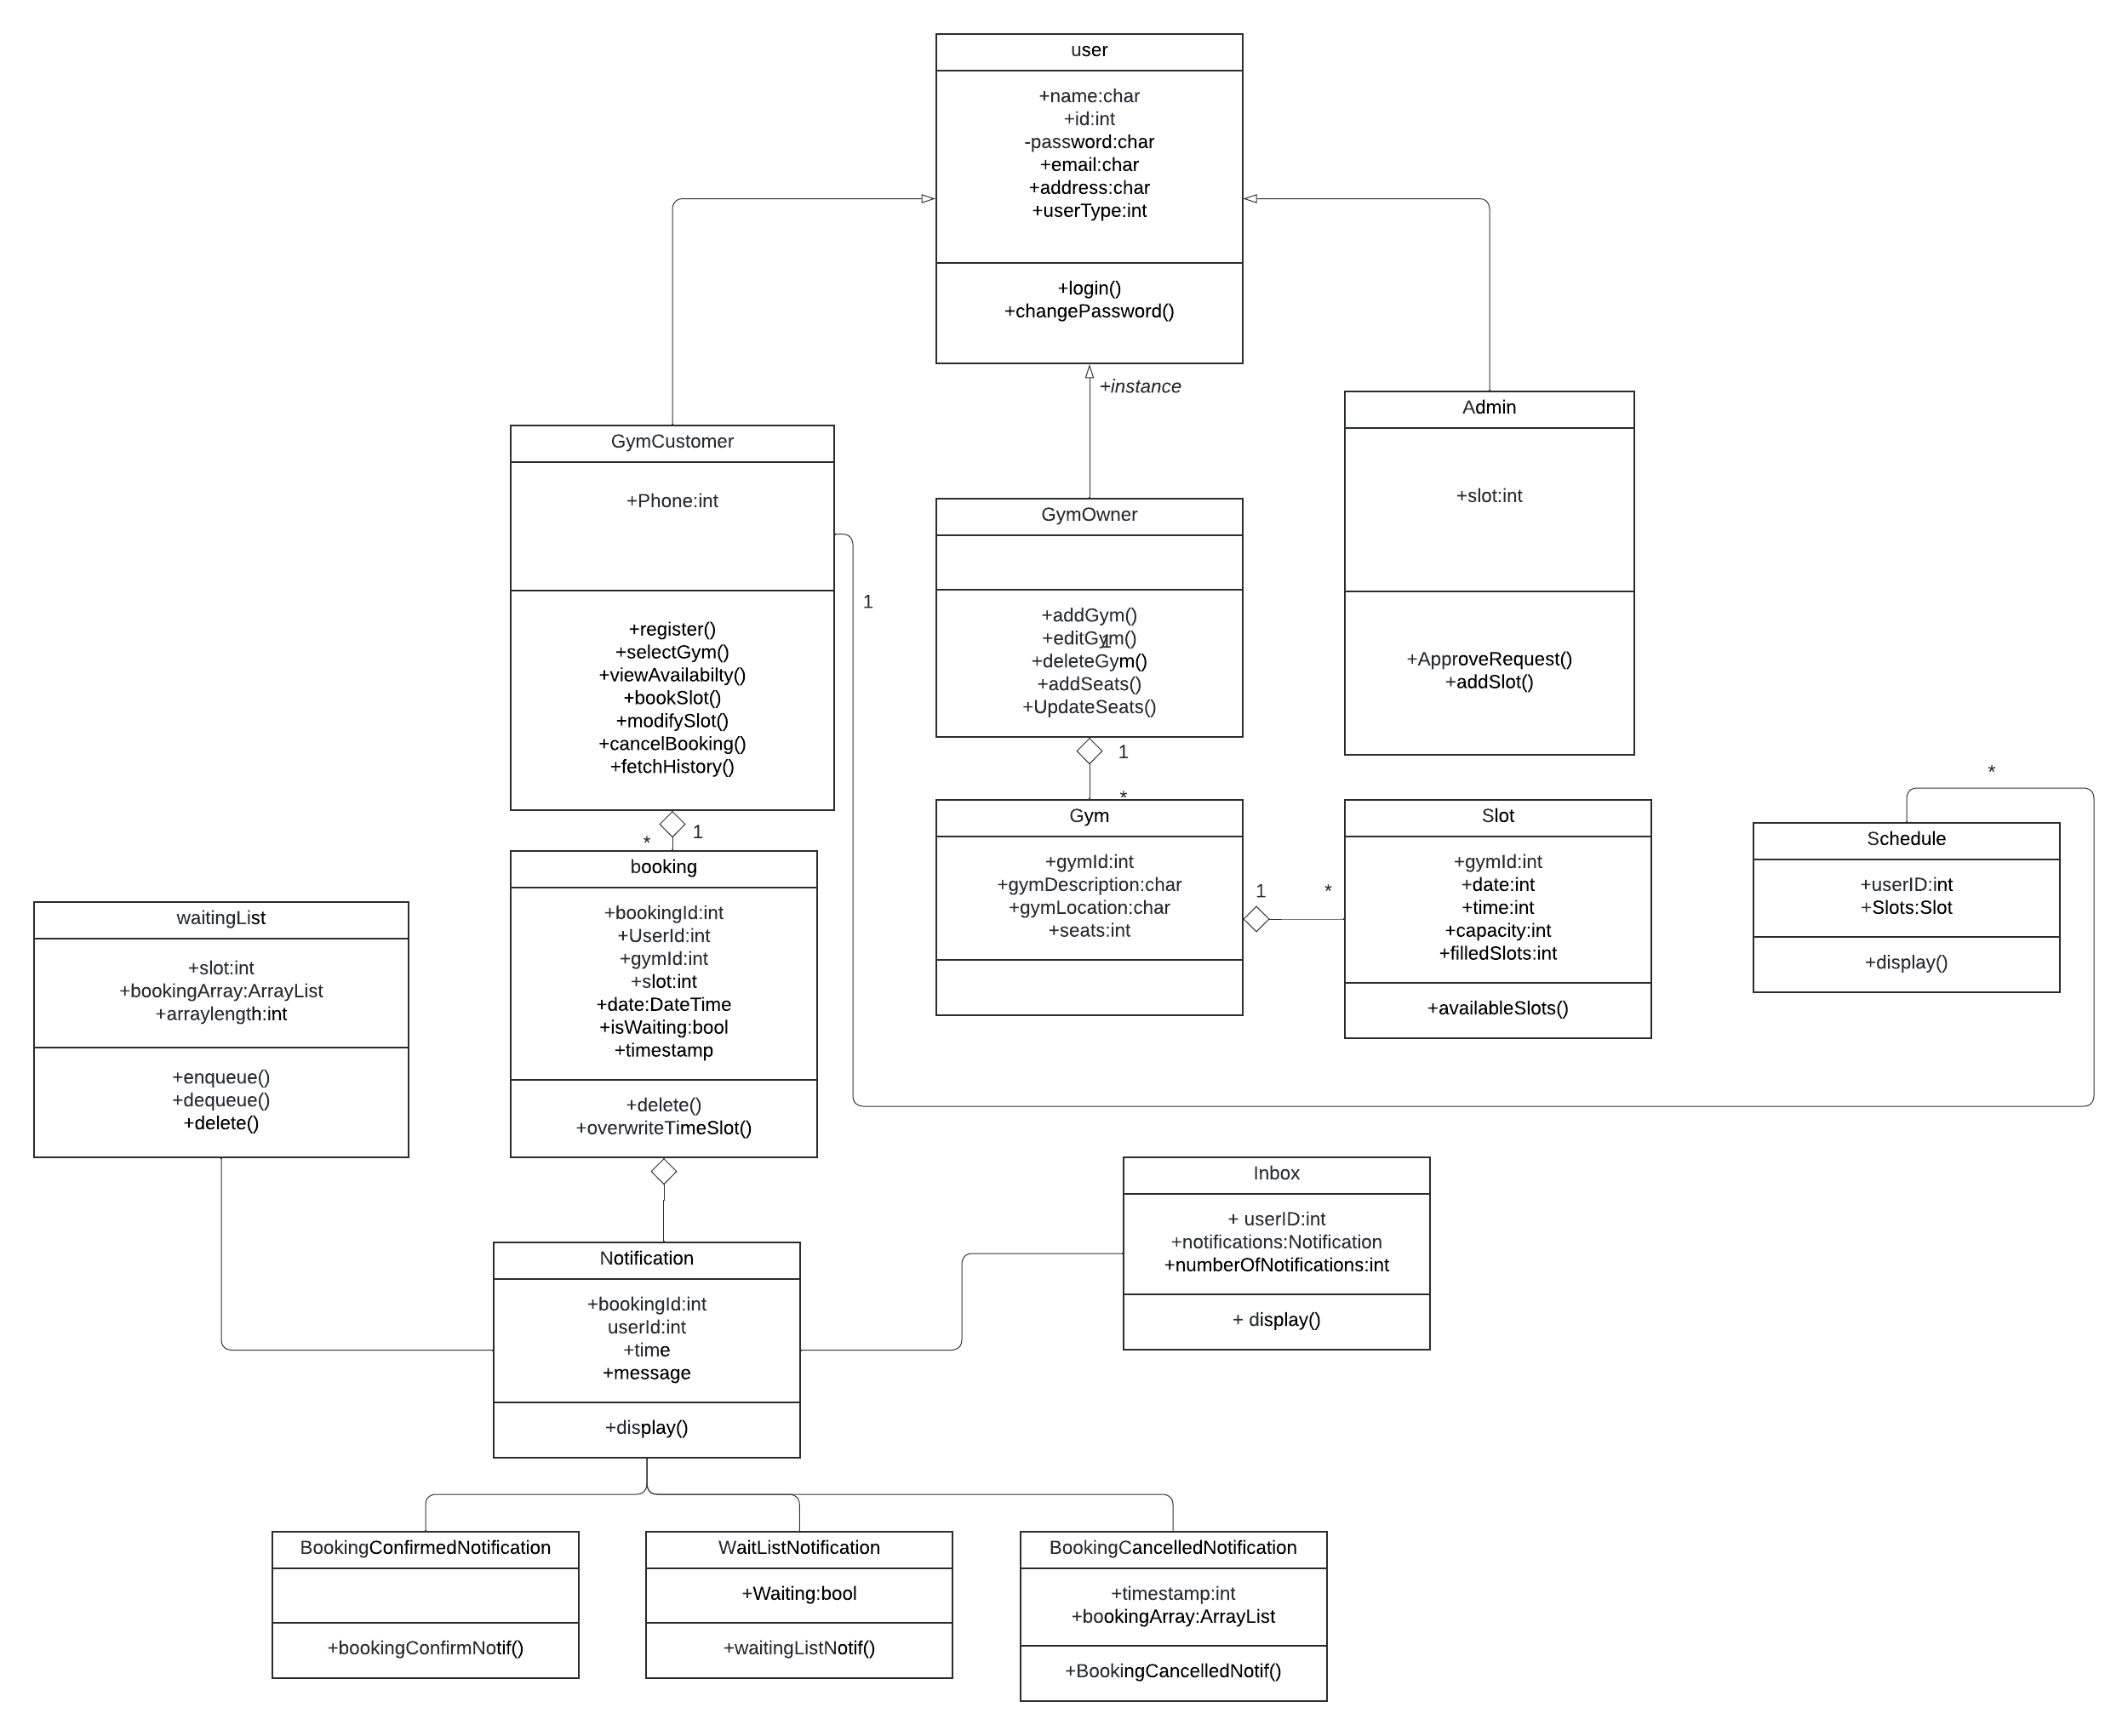 user
+name:char
+id:int
-password:char
+email:char
+address:char
+userType:int
+login()
+changePassword()
+instance
GymCustomer
+Phone:int
+register()
+selectGym()
+viewAvailabilty()
+bookSlot()
+modifySlot()
+cancelBooking()
+fetchHistory()
1
GymOwner
+addGym()
+editGym()
1
+deleteGym()
+addSeats()
+UpdateSeats()
Admin
+slot:int
+ApproveRequest()
+addSlot()
1
*
*
1
*
Gym
+gymId:int
+gymDescription:char
+gymLocation:char
+seats:int
1
*
Slot
+gymId:int
+date:int
+time:int
+capacity:int
+filledSlots:int
+availableSlots()
Schedule
+userID:int
+Slots:Slot
+display()
booking
+bookingId:int
+UserId:int
+gymId:int
+slot:int
+date:DateTime
+isWaiting:bool
+timestamp
+delete()
+overwriteTimeSlot()
waitingList
+slot:int
+bookingArray:ArrayList
+arraylength:int
+enqueue()
+dequeue()
+delete()
Inbox
+ userID:int
+notifications:Notification
+numberOfNotifications:int
+ display()
Notification
+bookingId:int
userId:int
+time
+message
+display()
BookingConfirmedNotification
+bookingConfirmNotif()
WaitListNotification
+Waiting:bool
+waitingListNotif()
BookingCancelledNotification
+timestamp:int
+bookingArray:ArrayList
+BookingCancelledNotif()